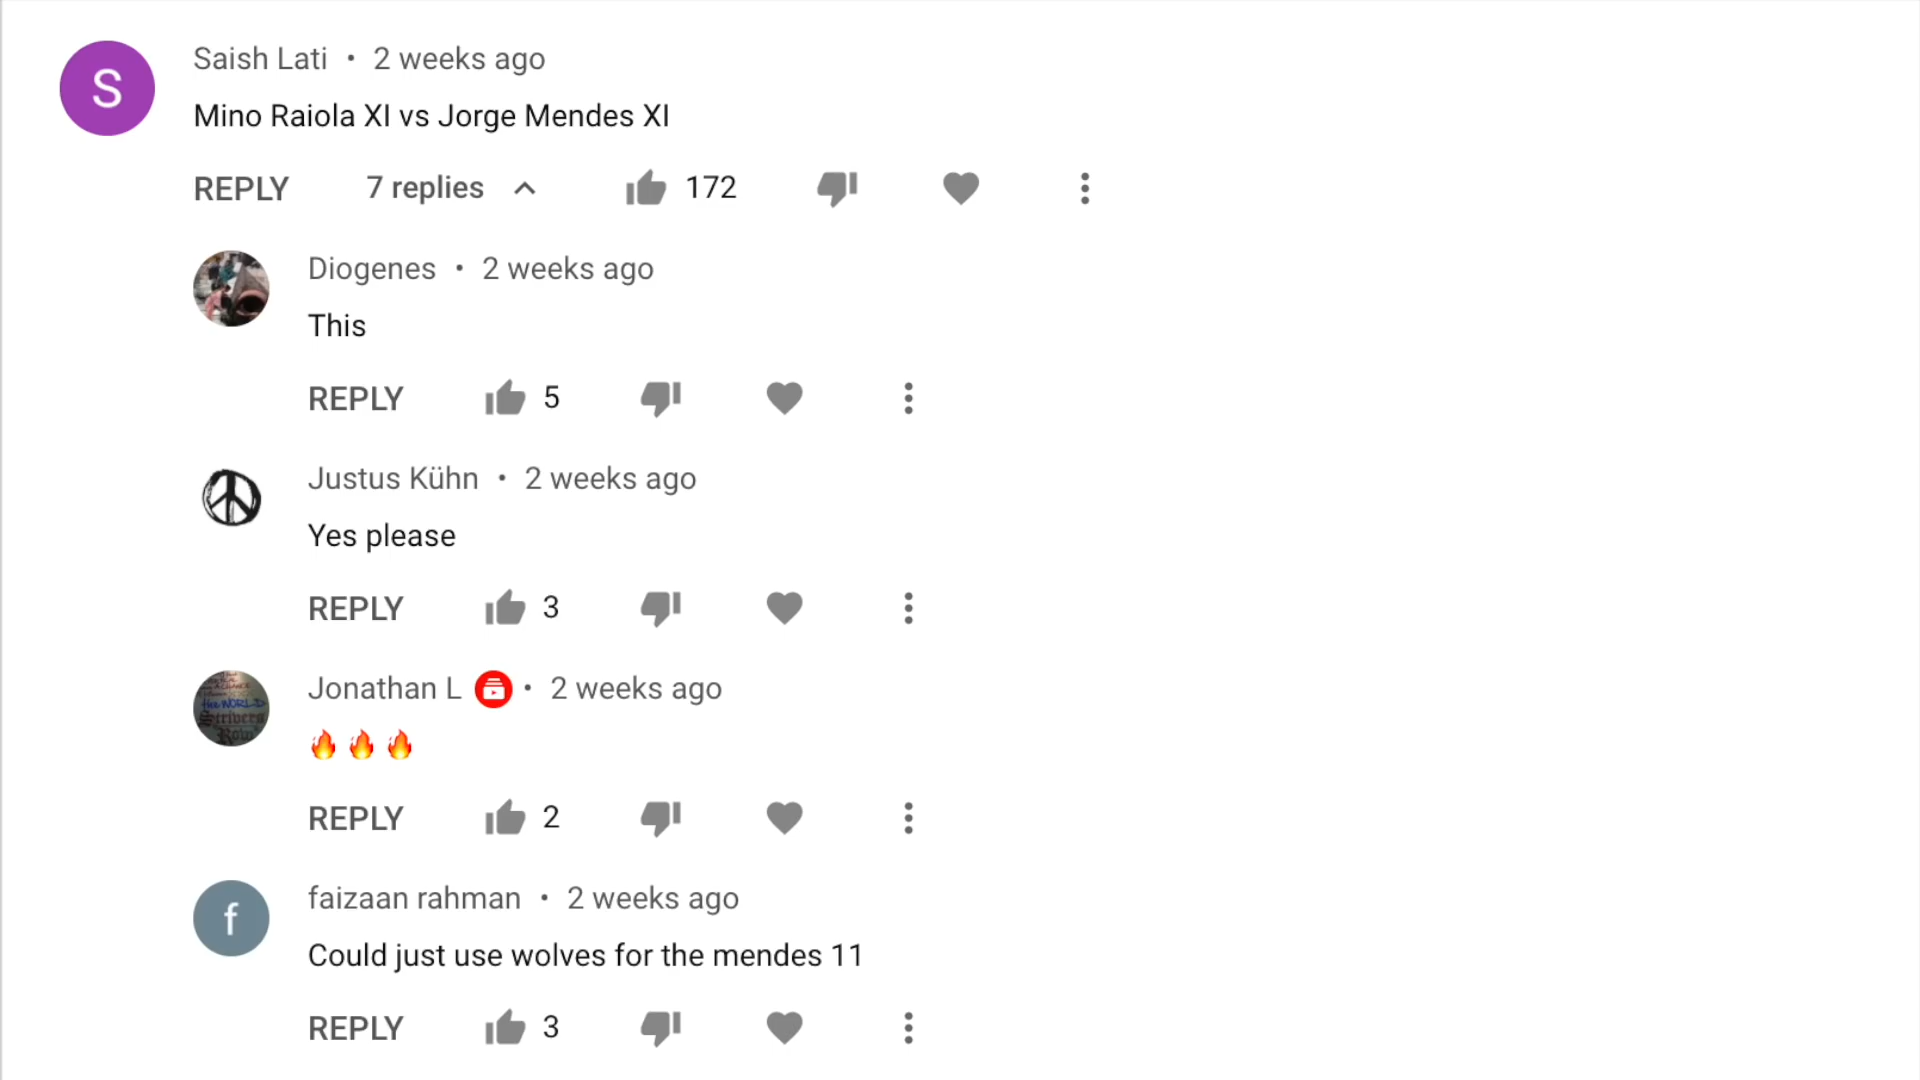 S
Saish Lati • 2 weeks ago
Mino Raiola XI vs Jorge Mendes XI
REPLY 7 replies 172
Diogenes • 2 weeks ago
This
REPLY 5
Justus Kühn • 2 weeks ago
Yes please
REPLY 3
Jonathan L • 2 weeks ago
🔥🔥🔥
REPLY 2
f
faizaan rahman • 2 weeks ago
Could just use wolves for the mendes 11
REPLY 3